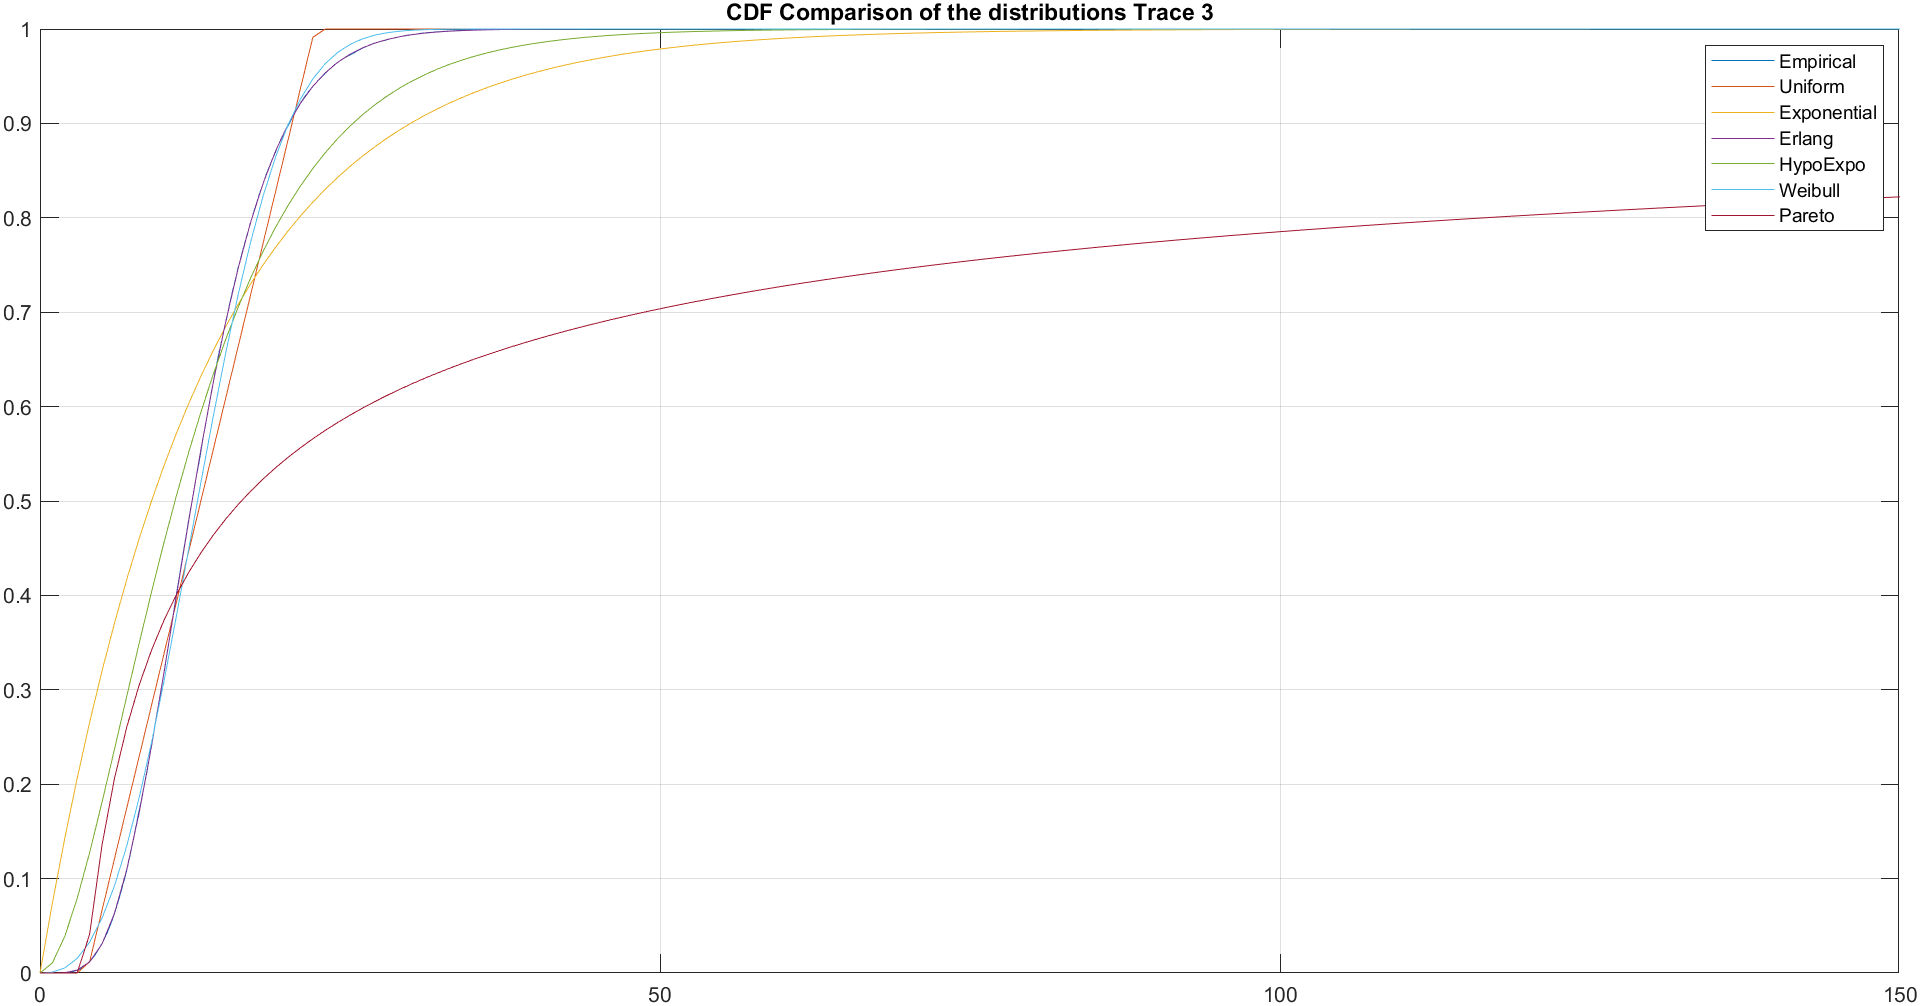 CDF Comparison of the distributions Trace 3
1
0.9
0.8
0.7
0.6
0.5
0.4
0.3
0.2
0.1
0
0
50
100
150
Empirical
Uniform
Exponential
Erlang
HypoExpo
Weibull
Pareto